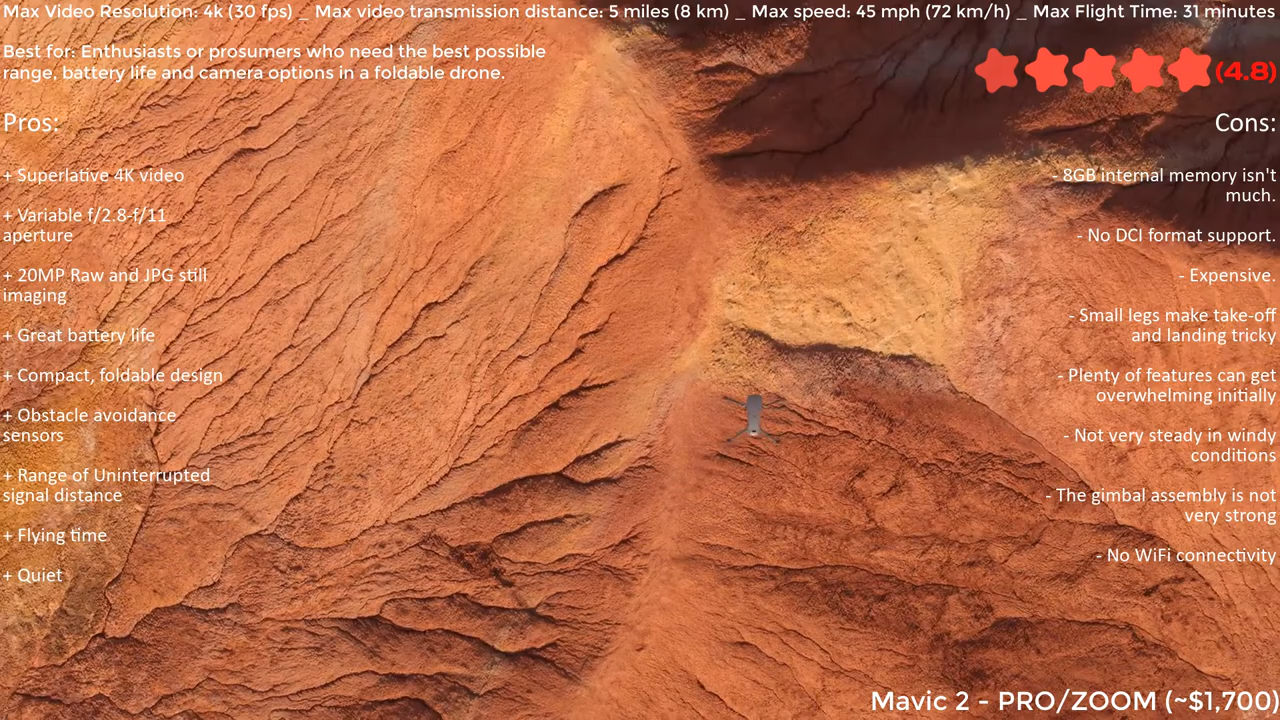 Max Video Resolution: 4k (30 fps) _ Max video transmission distance: 5 miles (8 km) _ Max speed: 45 mph (72 km/h) _ Max Flight Time: 31 minutes
Best for: Enthusiasts or prosumers who need the best possible
range, battery life and camera options in a foldable drone.
(4.8)
Pros:
+ Superlative 4K video
+ Variable f/2.8-f/11
aperture
+ 20MP Raw and JPG still
imaging
+ Great battery life
+ Compact, foldable design
+ Obstacle avoidance
sensors
+ Range of Uninterrupted
signal distance
+ Flying time
+ Quiet
Cons:
- 8GB internal memory isn't
much.
- No DCI format support.
- Expensive.
- Small legs make take-off
and landing tricky
- Plenty of features can get
overwhelming initially
- Not very steady in windy
conditions
- The gimbal assembly is not
very strong
- No WiFi connectivity
Mavic 2 - PRO/ZOOM (~$1,700)